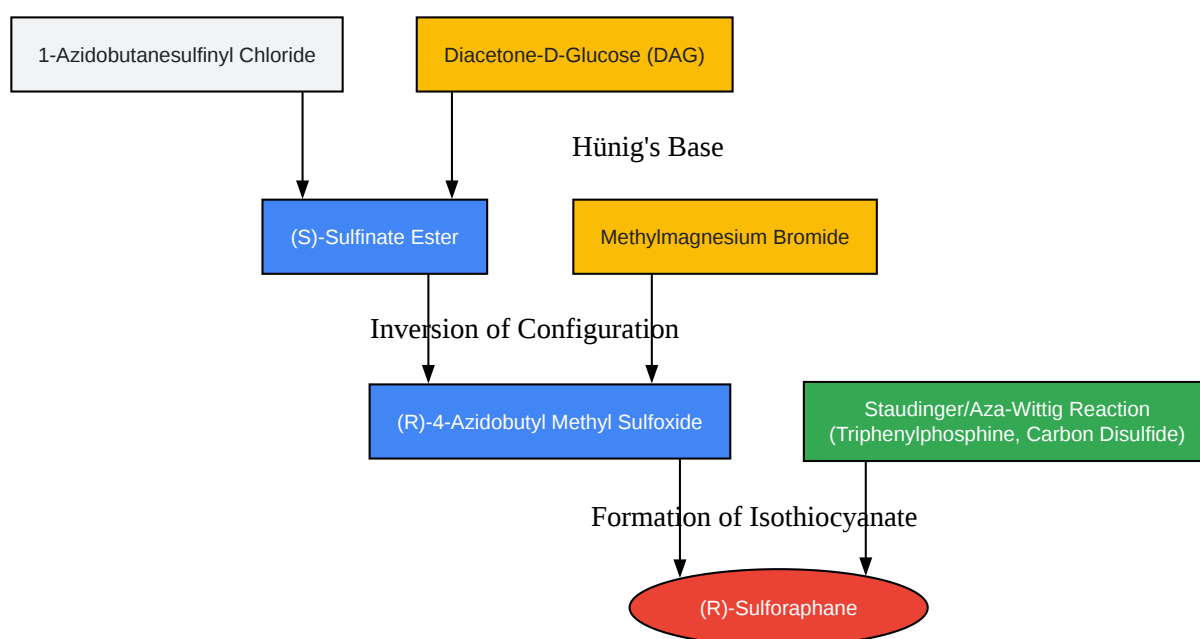 1-Azidobutanesulfinyl Chloride
Diacetone-D-Glucose (DAG)
Hünig's Base
(S)-Sulfinate Ester
Methylmagnesium Bromide
Inversion of Configuration
(R)-4-Azidobutyl Methyl Sulfoxide
Staudinger/Aza-Wittig Reaction
(Triphenylphosphine, Carbon Disulfide)
Formation of Isothiocyanate
(R)-Sulforaphane